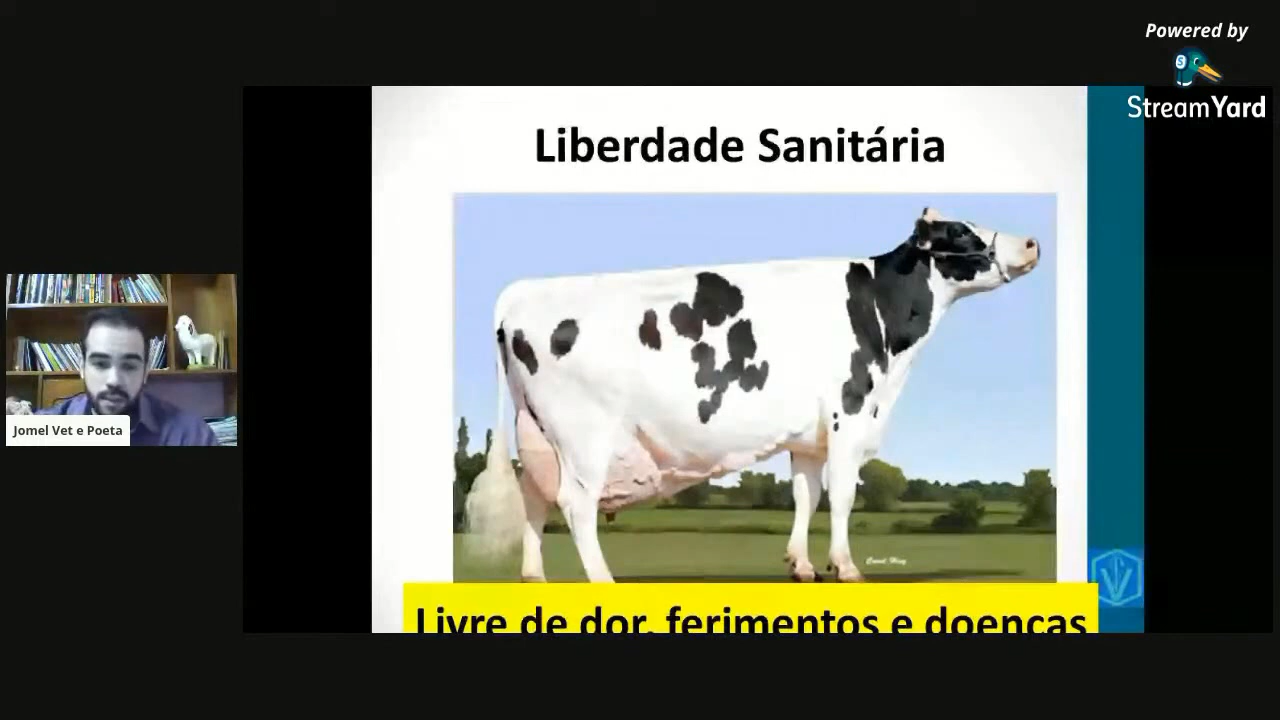 Powered by
StreamYard
Liberdade Sanitária
Jomel Vet e Poeta
Livre de dor, ferimentos e doenças